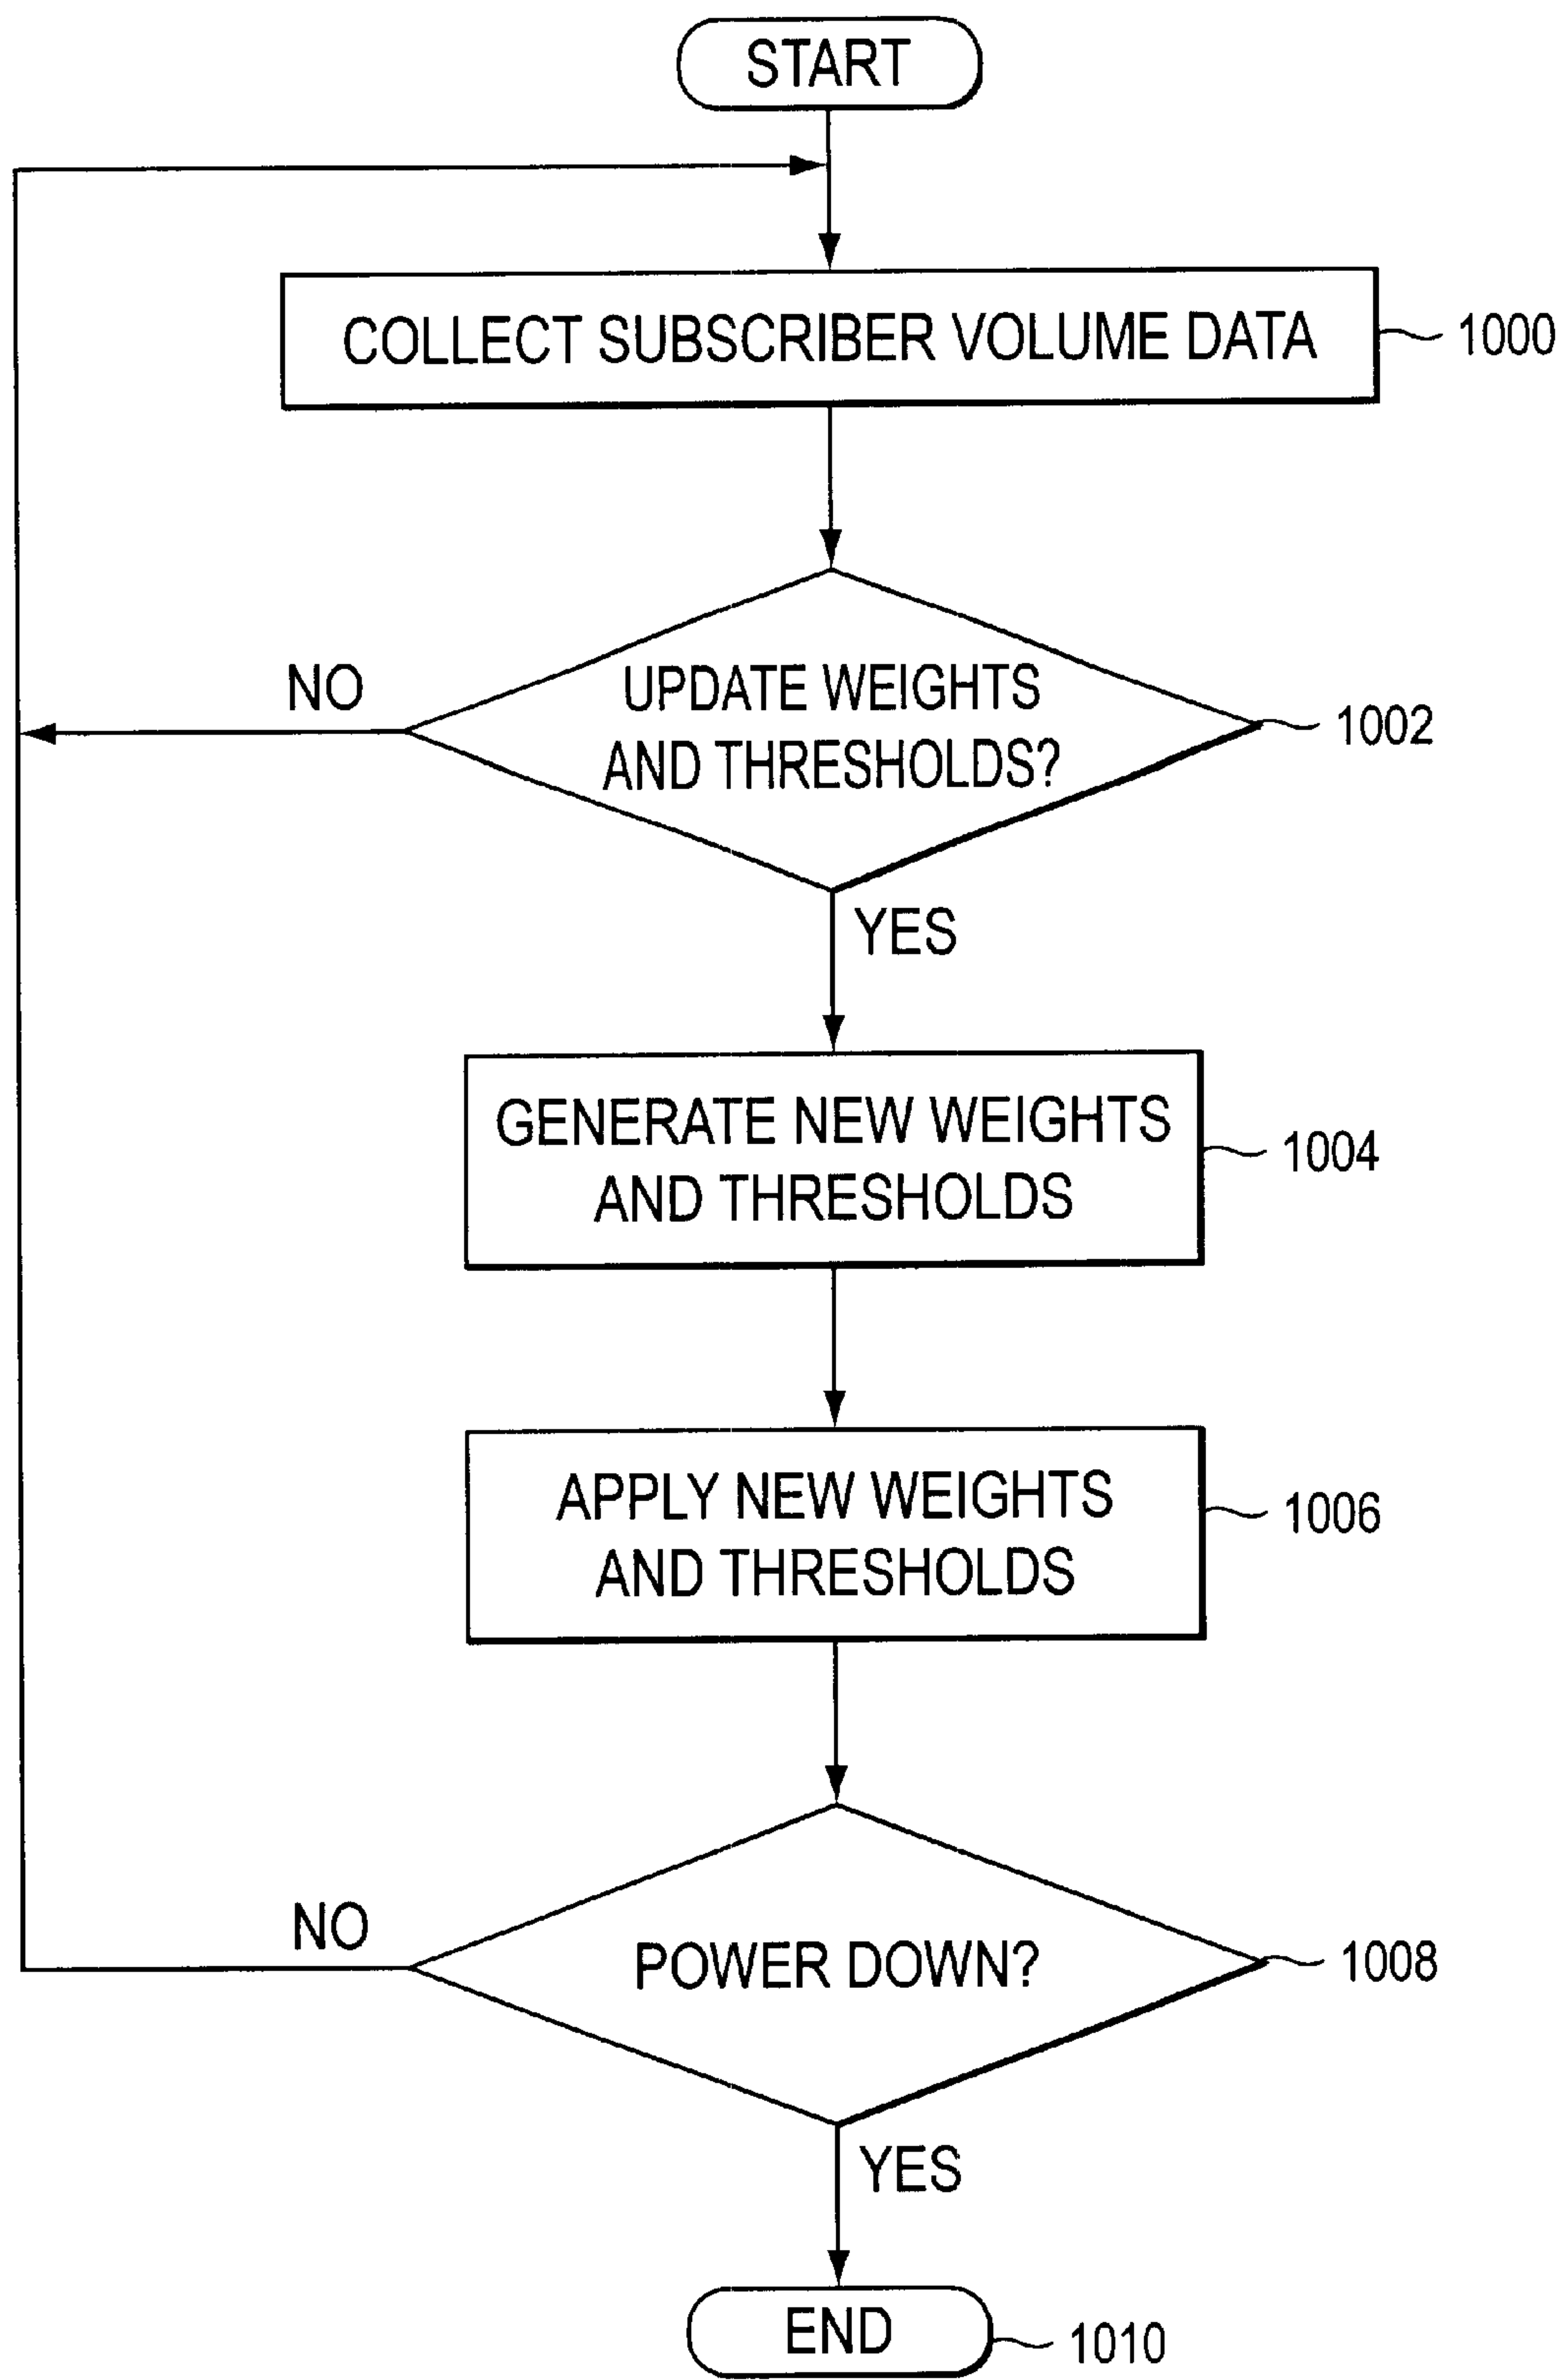 START
COLLECT SUBSCRIBER VOLUME DATA
1000
NO
UPDATE WEIGHTS
AND THRESHOLDS?
1002
YES
GENERATE NEW WEIGHTS
AND THRESHOLDS
1004
APPLY NEW WEIGHTS
AND THRESHOLDS
1006
NO
POWER DOWN?
1008
YES
END
1010